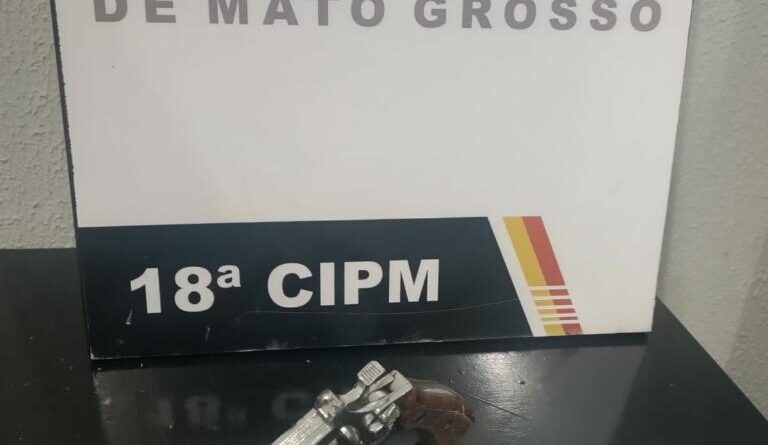 DE MATO GROSSO
18ª CIPM